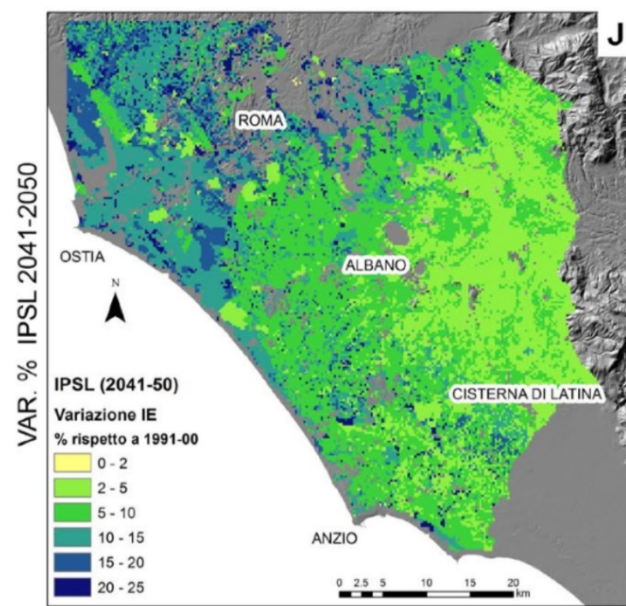 J
VAR. % IPSL 2041-2050
ROMA
OSTIA
ALBANO
N
CISTERNA DI LATINA
ANZIO
IPSL (2041-50)
Variazione IE
% rispetto a 1991-00
0 - 2
2 - 5
5 - 10
10 - 15
15 - 20
20 - 25
0 2.5 5 10 15 20
km